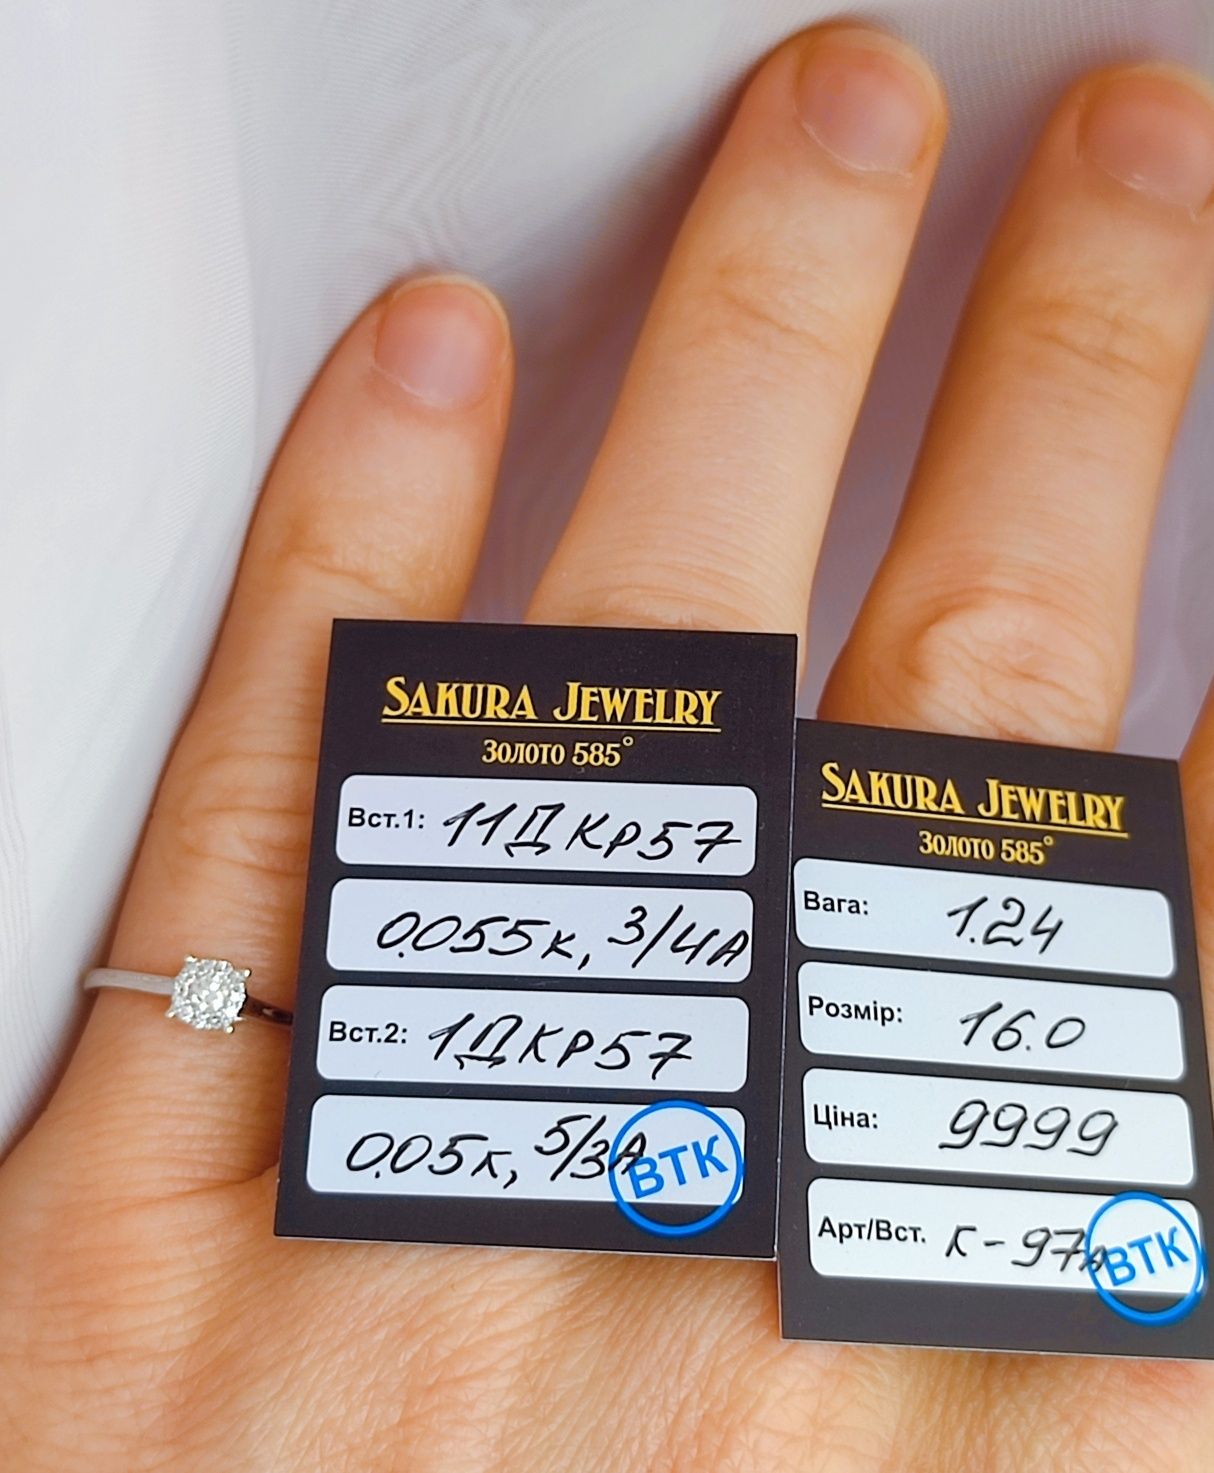 SAKURA JEWELRY
Золото 585°
Вст.1: 11Д Кр57
0.055к, 3/4А
Вст.2: 1Д Кр57
0.05к, 5/3А
ВТК
SAKURA JEWELRY
Золото 585°
Вага: 1.24
Розмір: 16.0
Ціна: 9999
Арт/Вст. К-97
ВТК